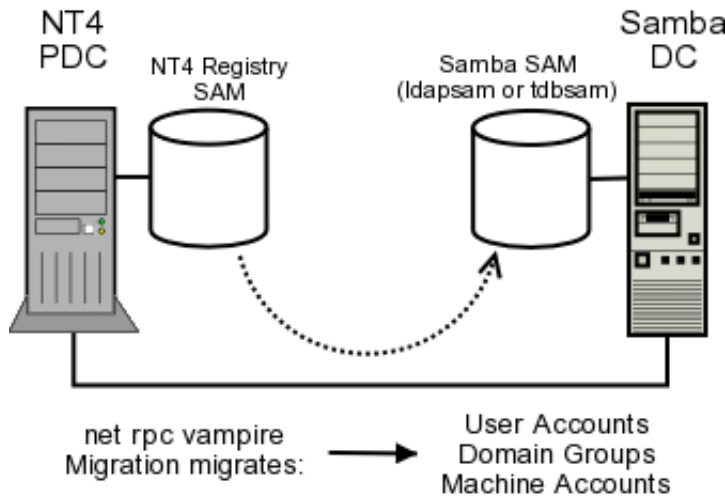 NT4
PDC
NT4 Registry
SAM
Samba SAM
(ldapsam or tdbsam)
Samba
DC
net rpc vampire
Migration migrates:
User Accounts
Domain Groups
Machine Accounts